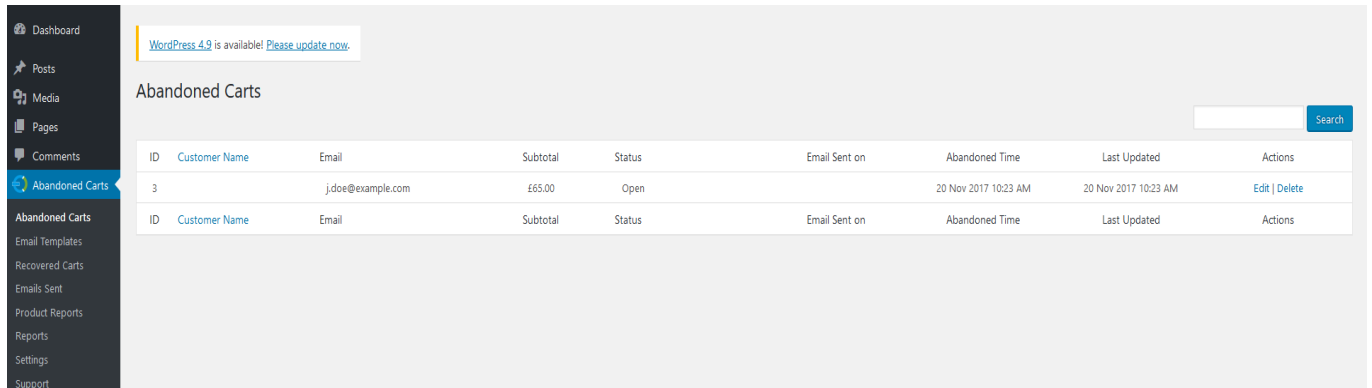 Dashboard
Posts
Media
Pages
Comments
Abandoned Carts
Abandoned Carts
Email Templates
Recovered Carts
Emails Sent
Product Reports
Reports
Settings
Support
WordPress 4.9 is available! Please update now.
Abandoned Carts
Search
ID Customer Name Email Subtotal Status Email Sent on Abandoned Time Last Updated Actions
3 j.doe@example.com £65.00 Open 20 Nov 2017 10:23 AM 20 Nov 2017 10:23 AM Edit | Delete
ID Customer Name Email Subtotal Status Email Sent on Abandoned Time Last Updated Actions